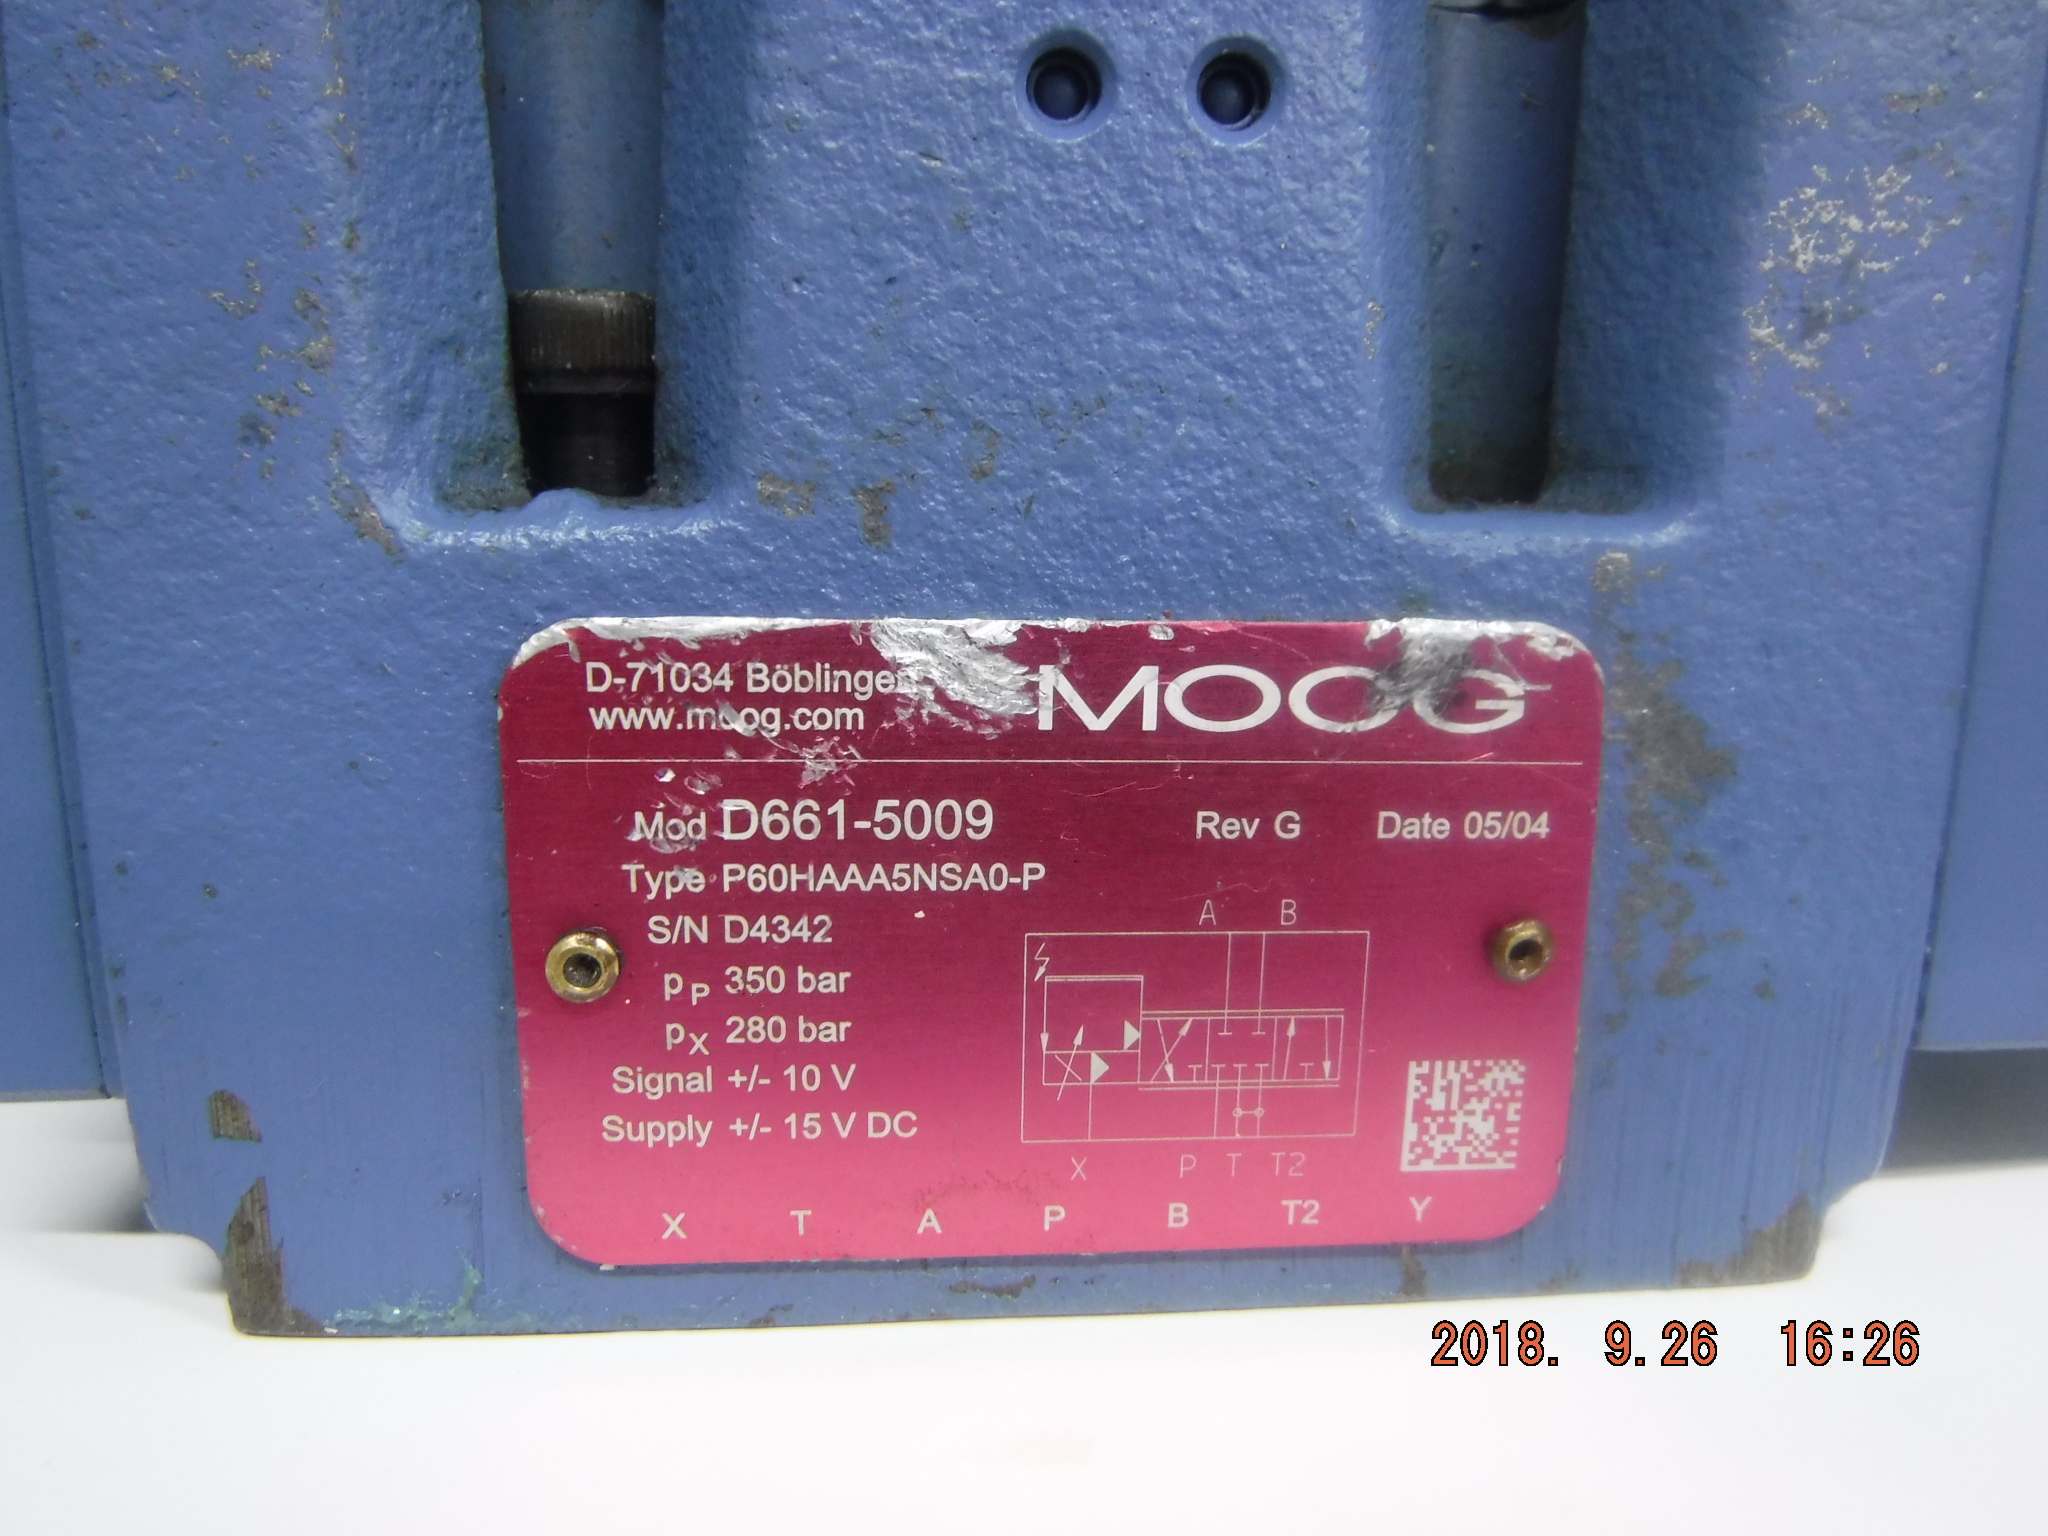 D-71034 Böblingen
www.moog.com
MOOG
Mod D661-5009 Rev G Date 05/04
Type P60HAAA5NSA0-P
S/N D4342
pP 350 bar
pX 280 bar
Signal +/- 10 V
Supply +/- 15 V DC
A B
X P T T2
X T A P B T2 Y
2018. 9.26 16:26